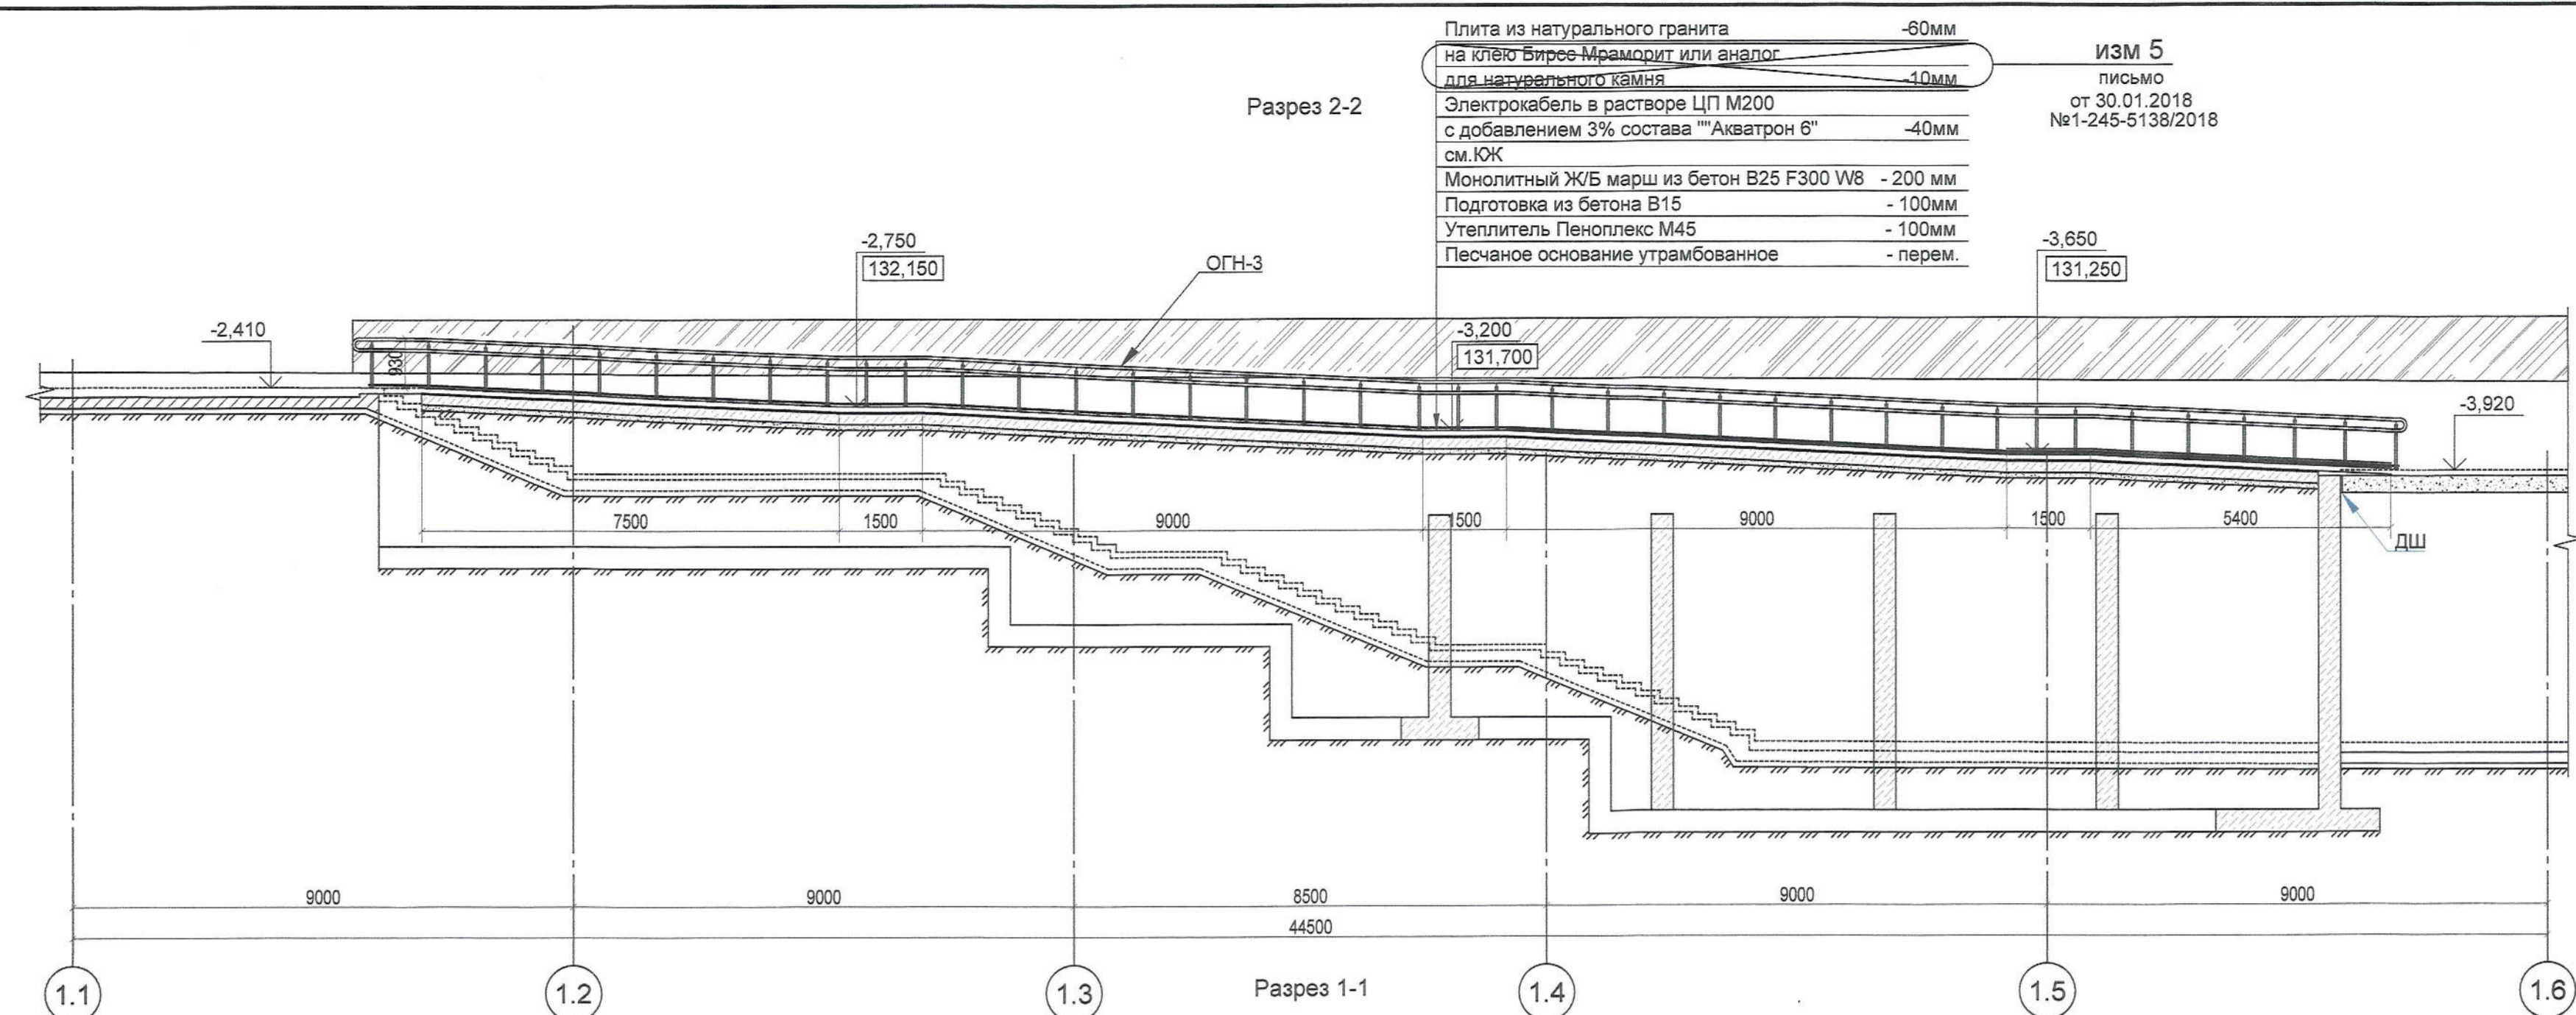 Плита из натурального гранита -60мм
на клею Бирсс Мраморит или аналог
для натурального камня -10мм
Электрокабель в растворе ЦП М200
с добавлением 3% состава ""Акватрон 6" -40мм
см.КЖ
Монолитный Ж/Б марш из бетон В25 F300 W8 - 200 мм
Подготовка из бетона В15 - 100мм
Утеплитель Пеноплекс М45 - 100мм
Песчаное основание утрамбованное - перем.
изм 5
письмо
от 30.01.2018
№1-245-5138/2018
Разрез 2-2
-2,750
132,150
ОГН-3
-3,650
131,250
-2,410
-3,200
131,700
930
-3,920
7500 1500 9000 1500 9000 1500 5400
ДШ
9000 9000 8500 9000 9000
44500
1.1 1.2 1.3 Разрез 1-1 1.4 1.5 1.6